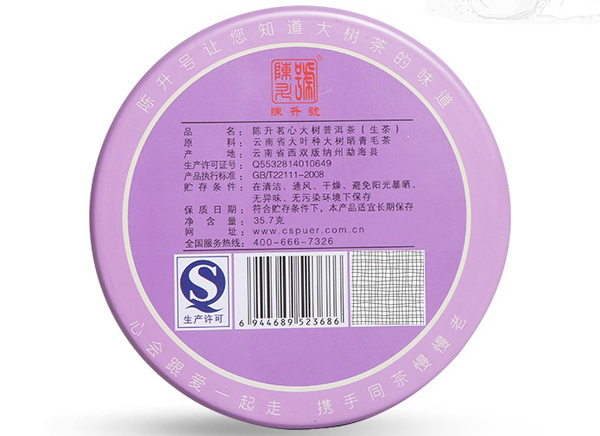 陈升号让您知道大树茶的味道
陳升號
陳升號
品名：陈升茗心大树普洱茶（生茶）
原料：云南省大叶种大树晒青毛茶
产地：云南省西双版纳州勐海县
生产许可证号：QS532814010649
产品执行标准：GB/T22111-2008
贮存条件：在清洁、通风、干燥、避免阳光暴晒、
无异味、无污染环境下保存
保质日期：符合贮存条件下，本产品适宜长期保存
净含量：35.7克
网址：www.cspuer.com.cn
全国服务热线：400-666-7326
S
生产许可
6 944689 523686
心会跟爱一起走 携手同茶慢慢老